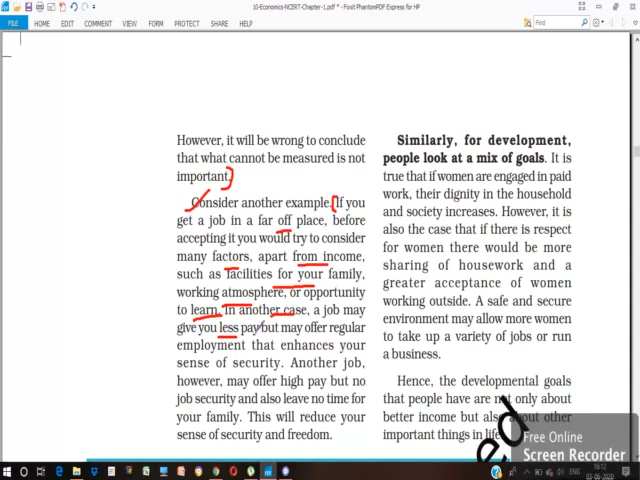 10-Economics-NCERT-Chapter-1.pdf * - Foxit PhantomPDF Express for HP
FILE HOME EDIT COMMENT VIEW FORM PROTECT SHARE HELP
Find
However, it will be wrong to conclude
that what cannot be measured is not
important.
Consider another example. If you
get a job in a far off place, before
accepting it you would try to consider
many factors, apart from income,
such as facilities for your family,
working atmosphere, or opportunity
to learn. In another case, a job may
give you less pay but may offer regular
employment that enhances your
sense of security. Another job,
however, may offer high pay but no
job security and also leave no time for
your family. This will reduce your
sense of security and freedom.
Similarly, for development,
people look at a mix of goals. It is
true that if women are engaged in paid
work, their dignity in the household
and society increases. However, it is
also the case that if there is respect
for women there would be more
sharing of housework and a
greater acceptance of women
working outside. A safe and secure
environment may allow more women
to take up a variety of jobs or run
a business.
Hence, the developmental goals
that people have are not only about
better income but also about other
important things in life.
ed
Free Online
Screen Recorder
ENG
16:12
03-06-2020